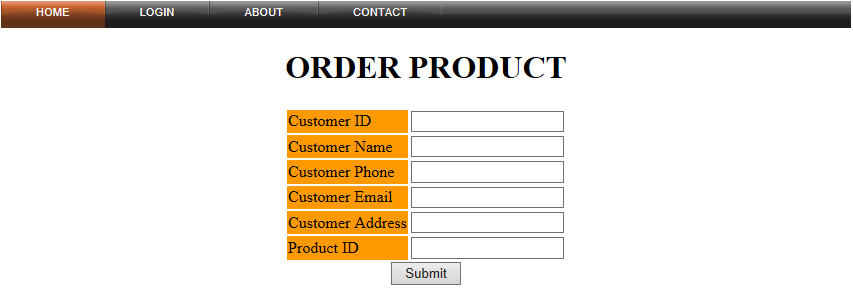 HOME LOGIN ABOUT CONTACT
ORDER PRODUCT
Customer ID
Customer Name
Customer Phone
Customer Email
Customer Address
Product ID
Submit